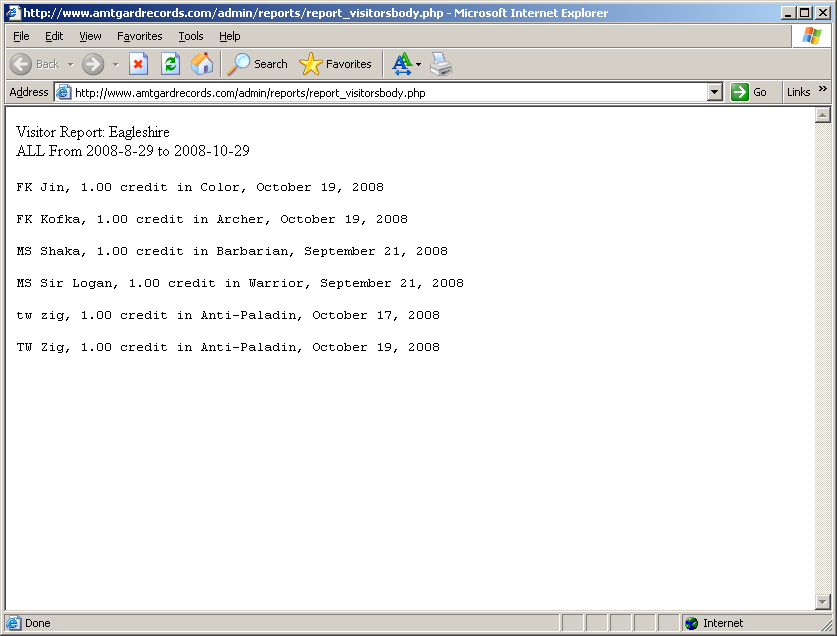 http://www.amtgardrecords.com/admin/reports/report_visitorsbody.php - Microsoft Internet Explorer
File Edit View Favorites Tools Help
Back Search Favorites
Address http://www.amtgardrecords.com/admin/reports/report_visitorsbody.php Go Links »
Visitor Report: Eagleshire
ALL From 2008-8-29 to 2008-10-29
FK Jin, 1.00 credit in Color, October 19, 2008
FK Kofka, 1.00 credit in Archer, October 19, 2008
MS Shaka, 1.00 credit in Barbarian, September 21, 2008
MS Sir Logan, 1.00 credit in Warrior, September 21, 2008
tw zig, 1.00 credit in Anti-Paladin, October 17, 2008
TW Zig, 1.00 credit in Anti-Paladin, October 19, 2008
Done Internet